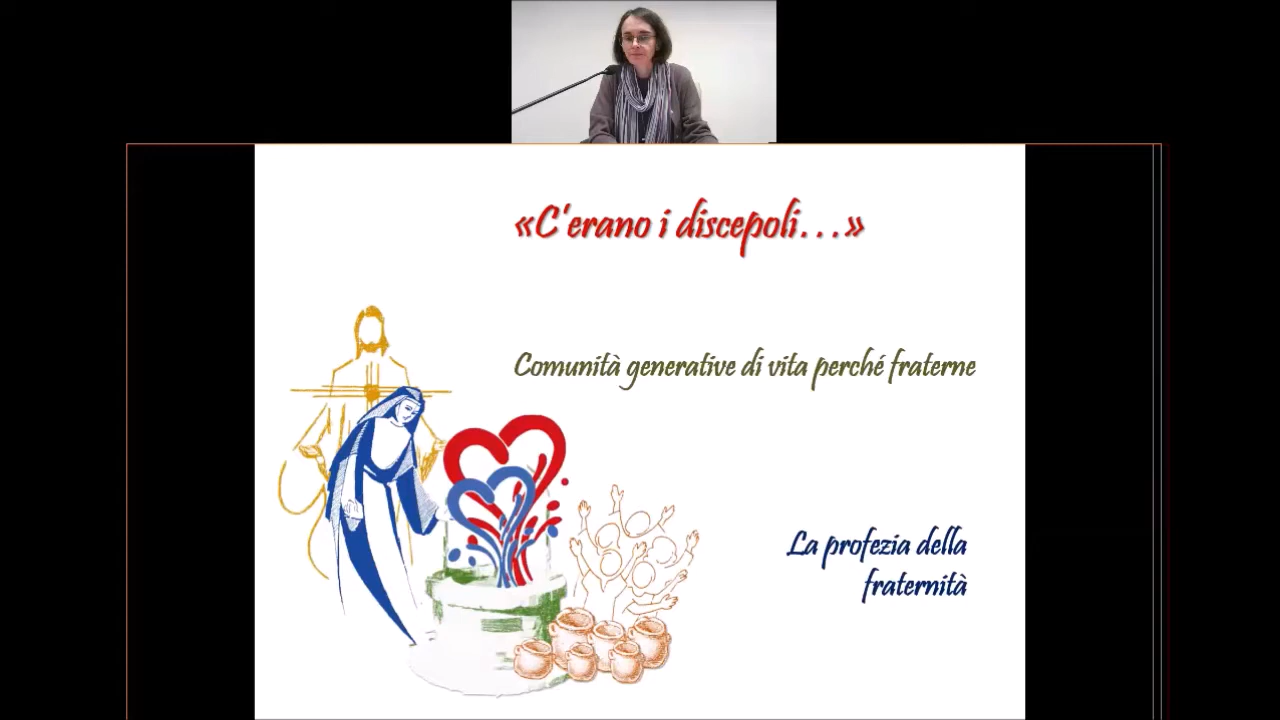 «C'erano i discepoli...»
Comunità generative di vita perché fraterne
La profezia della
fraternità